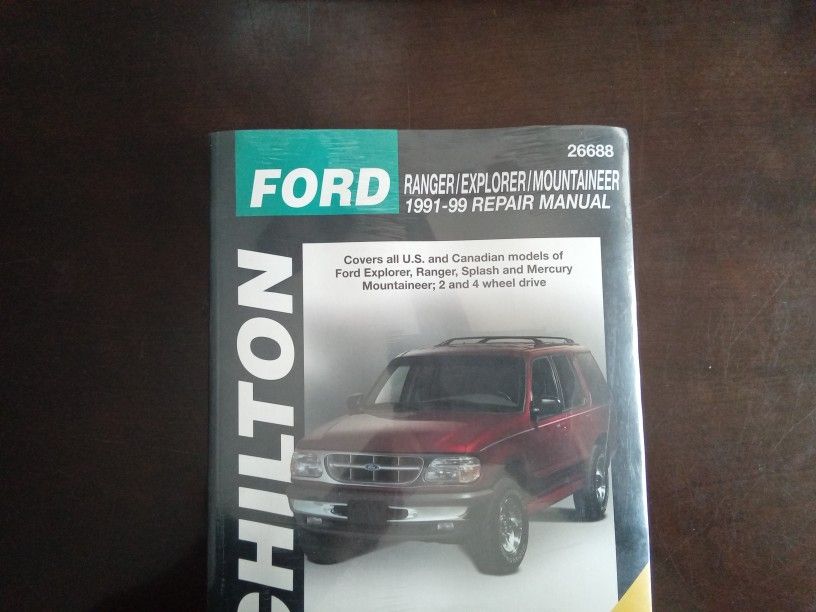 26688
FORD
RANGER/EXPLORER/MOUNTAINEER
1991-99 REPAIR MANUAL
Covers all U.S. and Canadian models of
Ford Explorer, Ranger, Splash and Mercury
Mountaineer; 2 and 4 wheel drive
CHILTON